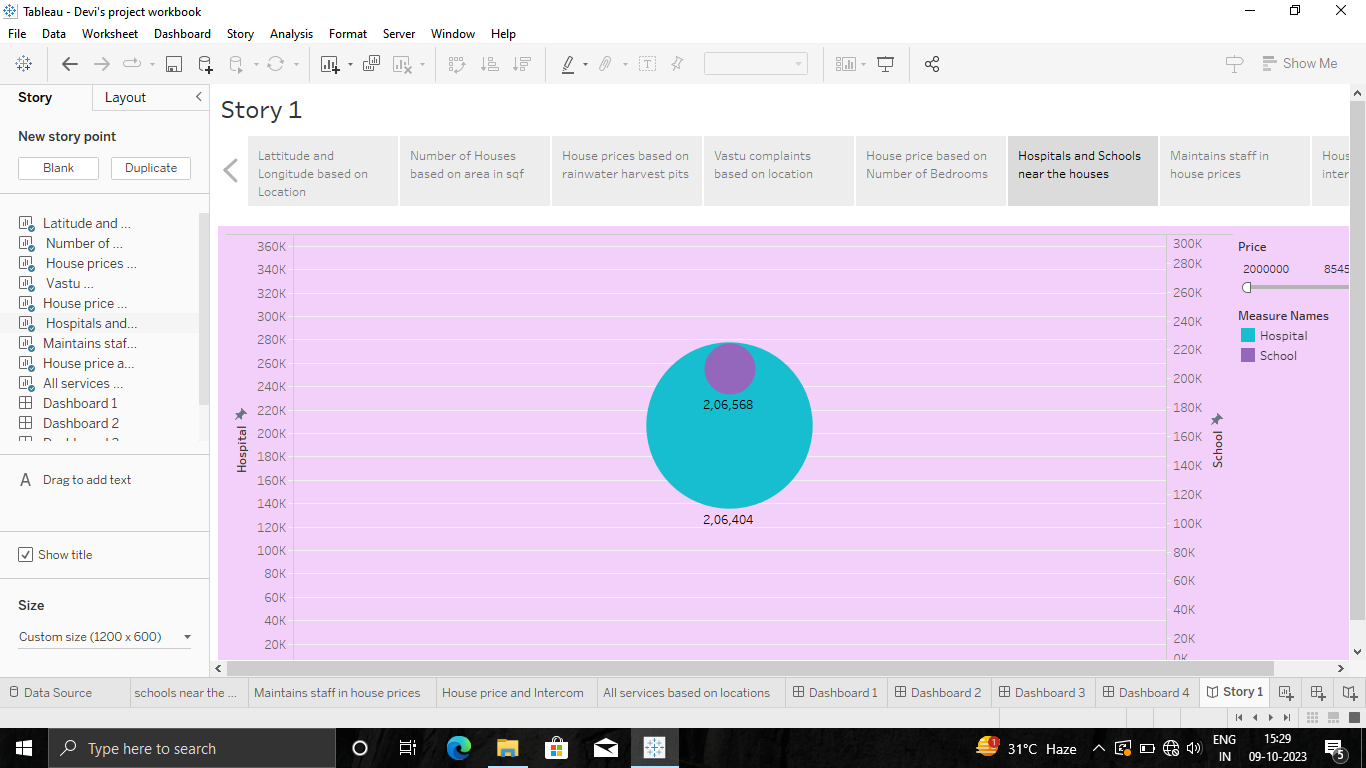 Tableau - Devi's project workbook
File Data Worksheet Dashboard Story Analysis Format Server Window Help
Show Me
Story Layout
New story point
Blank Duplicate
Latitude and ...
Number of ...
House prices ...
Vastu ...
House price ...
Hospitals and...
Maintains staf...
House price a...
All services ...
Dashboard 1
Dashboard 2
A Drag to add text
Show title
Size
Custom size (1200 x 600)
Story 1
Lattitude and
Longitude based on
Location
Number of Houses
based on area in sqf
House prices based on
rainwater harvest pits
Vastu complaints
based on location
House price based on
Number of Bedrooms
Hospitals and Schools
near the houses
Maintains staff in
house prices
Hous
inter
360K
340K
320K
300K
280K
260K
240K
220K
200K
180K
160K
140K
120K
100K
80K
60K
40K
20K
Hospital
2,06,568
2,06,404
300K
280K
260K
240K
220K
200K
180K
160K
140K
120K
100K
80K
60K
40K
20K
0K
School
Price
2000000 8545
Measure Names
Hospital
School
Data Source schools near the ... Maintains staff in house prices House price and Intercom All services based on locations Dashboard 1 Dashboard 2 Dashboard 3 Dashboard 4 Story 1
Type here to search
1
31°C Haze
ENG
IN
15:29
09-10-2023
5